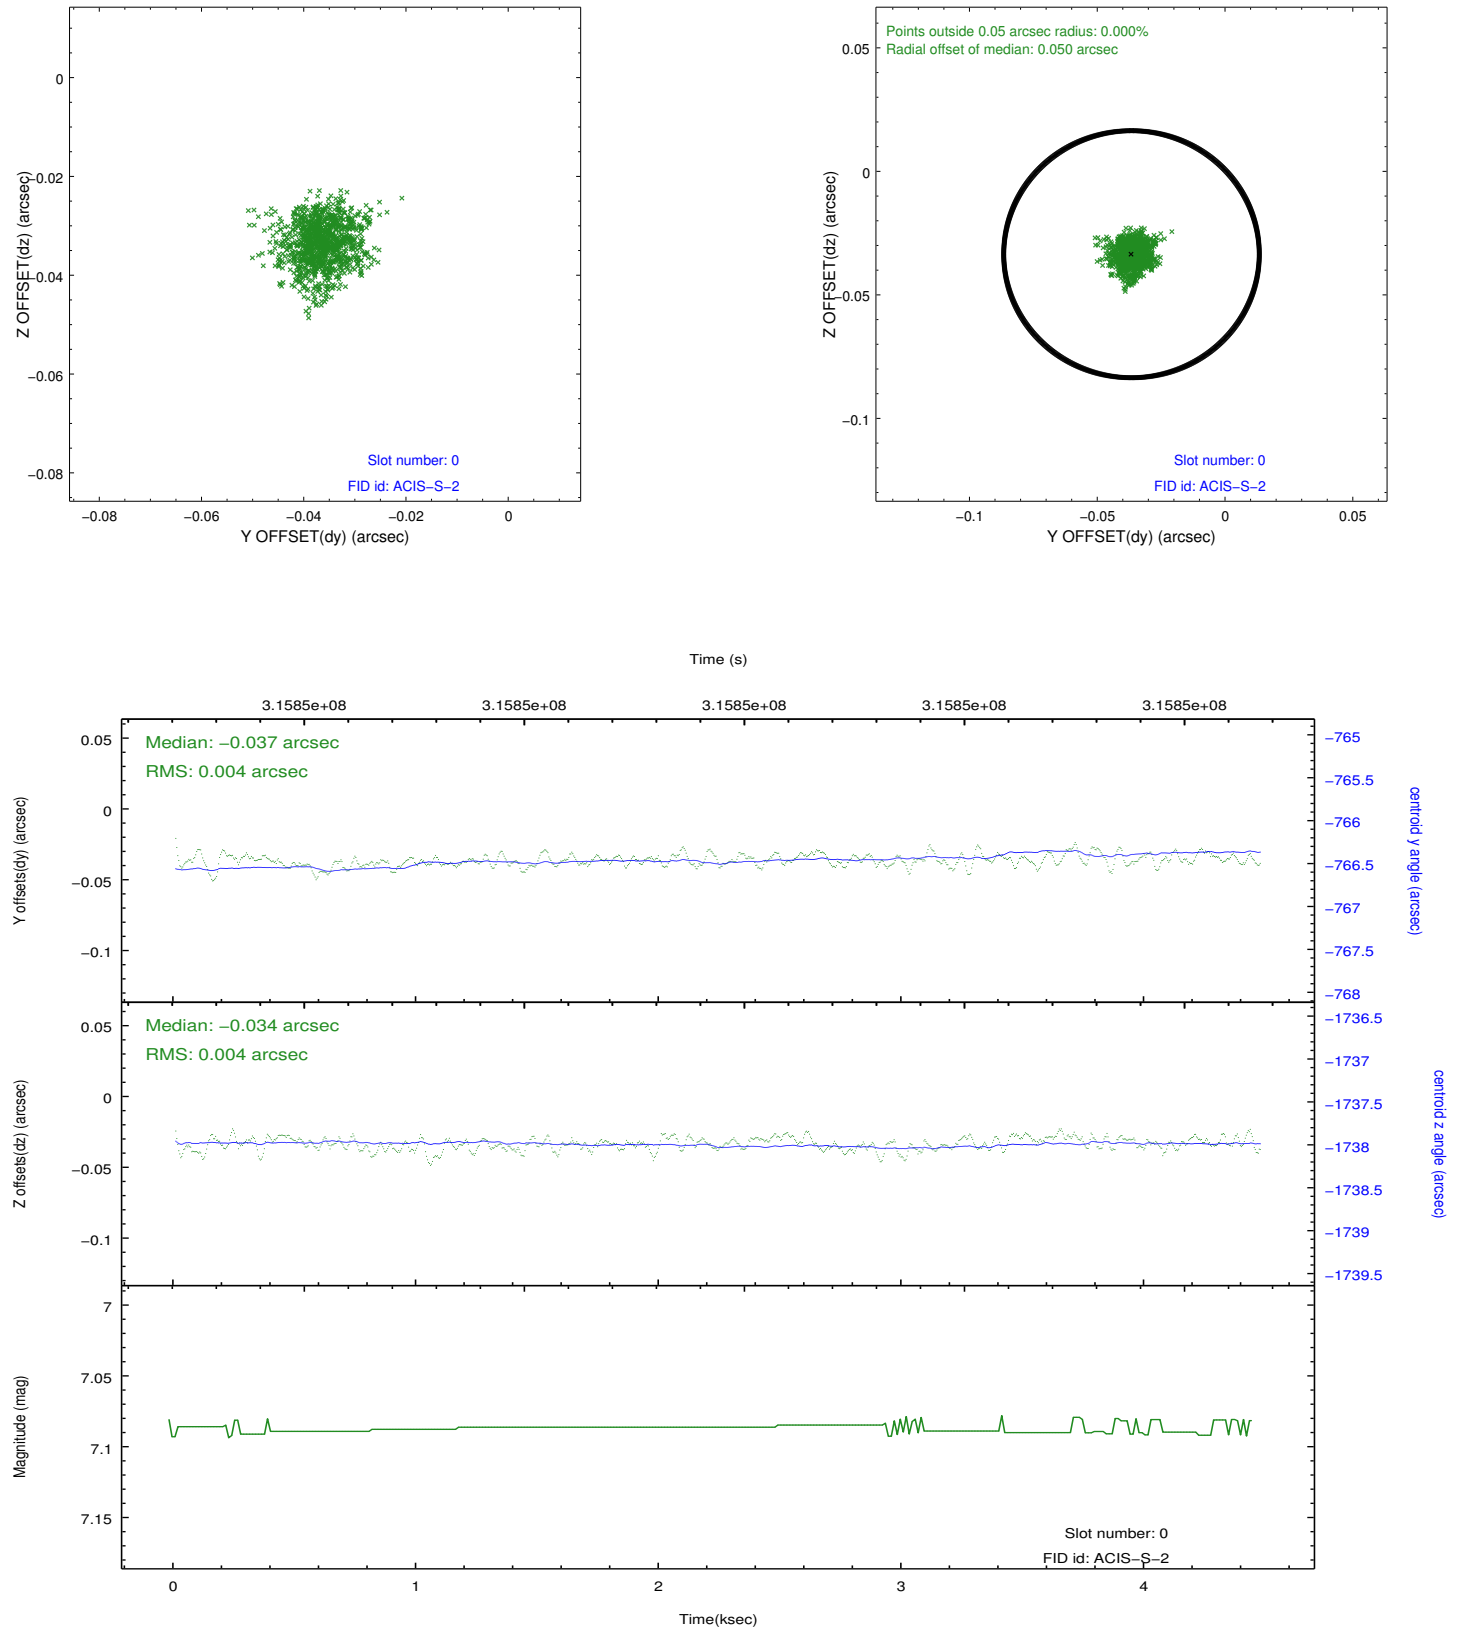 0
−0.02
−0.04
−0.06
−0.08
Z OFFSET(dz) (arcsec)
Slot number: 0
FID id: ACIS−S−2
−0.08 −0.06 −0.04 −0.02 0
Y OFFSET(dy) (arcsec)
Points outside 0.05 arcsec radius: 0.000%
Radial offset of median: 0.050 arcsec
0.05
0
−0.05
−0.1
Z OFFSET(dz) (arcsec)
Slot number: 0
FID id: ACIS−S−2
−0.1 −0.05 0 0.05
Y OFFSET(dy) (arcsec)
Time (s)
3.1585e+08 3.1585e+08 3.1585e+08 3.1585e+08 3.1585e+08
Median: −0.037 arcsec
RMS: 0.004 arcsec
0.05
0
−0.05
−0.1
Y offsets(dy) (arcsec)
−765
−765.5
−766
−766.5
−767
−767.5
−768
centroid y angle (arcsec)
Median: −0.034 arcsec
RMS: 0.004 arcsec
0.05
0
−0.05
−0.1
Z offsets(dz) (arcsec)
−1736.5
−1737
−1737.5
−1738
−1738.5
−1739
−1739.5
centroid z angle (arcsec)
7
7.05
7.1
7.15
Magnitude (mag)
Slot number: 0
FID id: ACIS−S−2
0 1 2 3 4
Time(ksec)